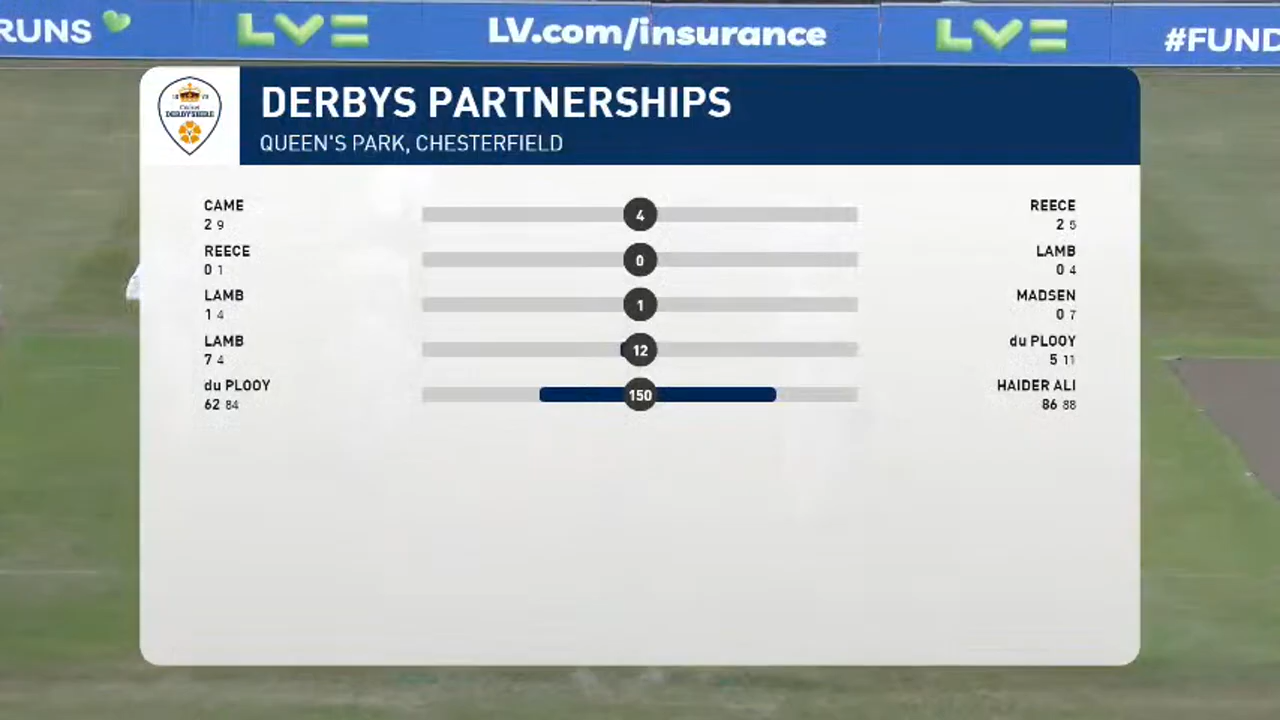 RUNS LV= LV.com/insurance LV= #FUND
DERBYSHIRE
DERBYS PARTNERSHIPS
QUEEN'S PARK, CHESTERFIELD
CAME 4 REECE
2 9 2 5
REECE 0 LAMB
0 1 0 4
LAMB 1 MADSEN
1 4 0 7
LAMB 12 du PLOOY
7 4 5 11
du PLOOY 150 HAIDER ALI
62 84 86 88